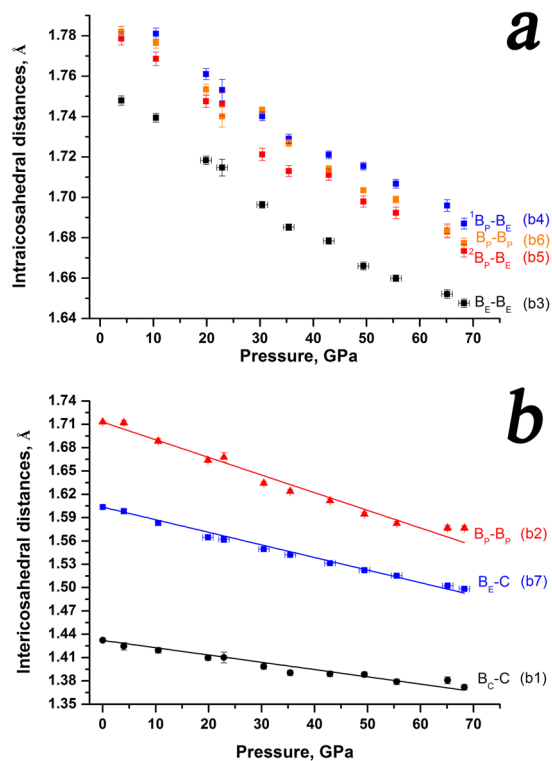 a
Intraicosahedral distances, Å
1.78
1.76
1.74
1.72
1.70
1.68
1.66
1.64
¹B_P-B_E (b4)
B_P-B_P (b6)
²B_P-B_E (b5)
B_E-B_E (b3)
0 10 20 30 40 50 60 70
Pressure, GPa
b
Intericosahedral distances, Å
1.74
1.71
1.68
1.65
1.62
1.59
1.56
1.53
1.50
1.47
1.44
1.41
1.38
1.35
B_P-B_P (b2)
B_E-C (b7)
B_C-C (b1)
0 10 20 30 40 50 60 70
Pressure, GPa